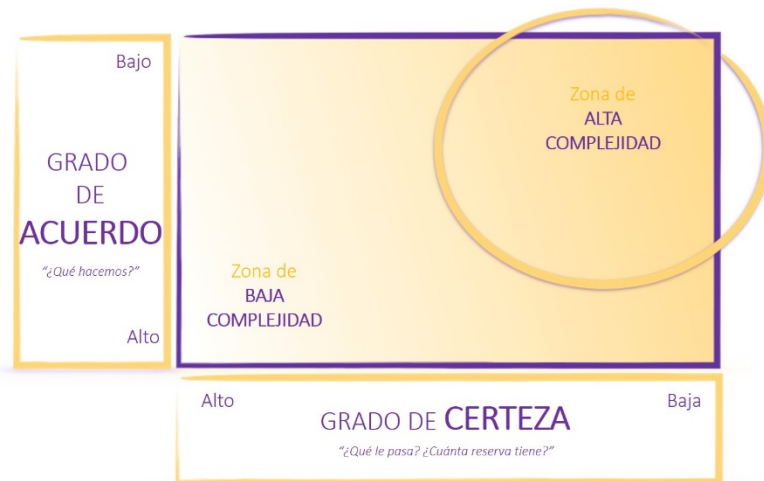 Bajo
GRADO
DE
ACUERDO
“¿Qué hacemos?”
Alto
Zona de
ALTA
COMPLEJIDAD
Zona de
BAJA
COMPLEJIDAD
Alto
GRADO DE CERTEZA
Baja
“¿Qué le pasa? ¿Cuánta reserva tiene?”